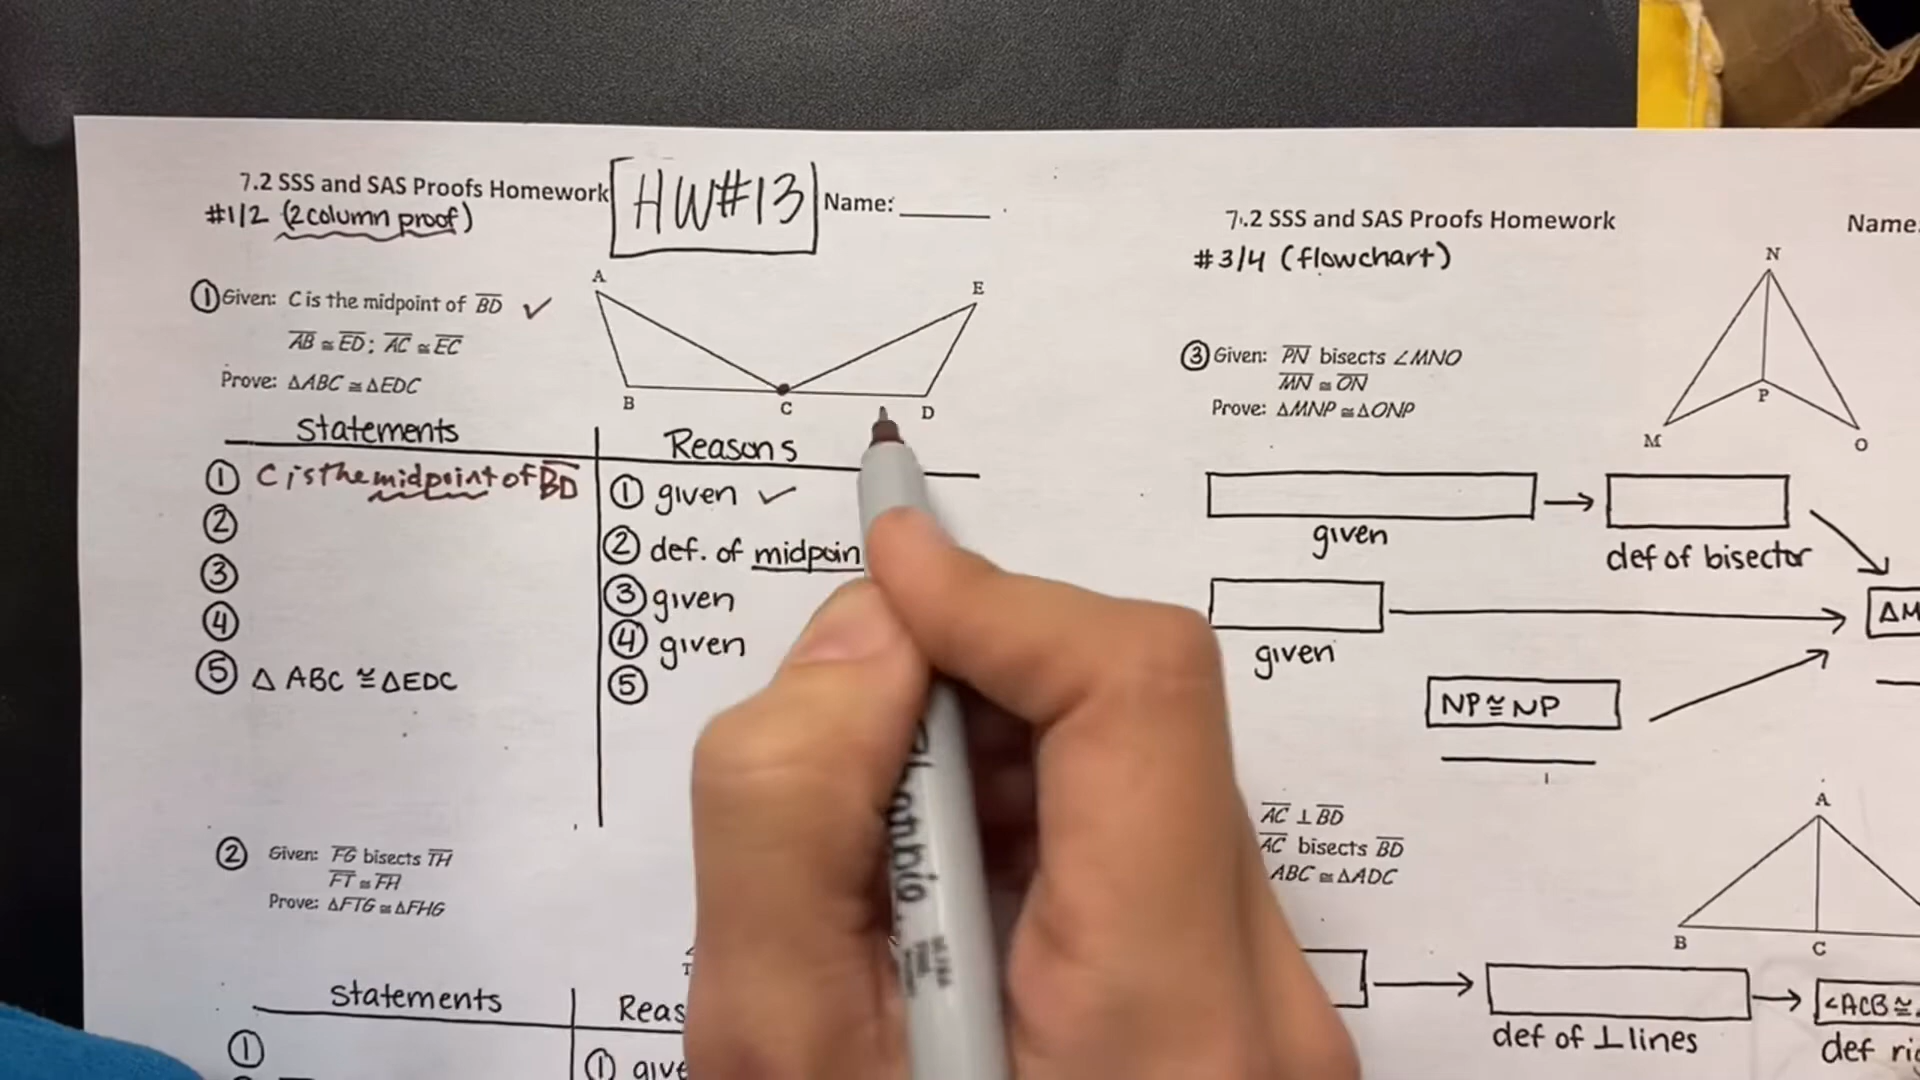 7.2 SSS and SAS Proofs Homework
HW#13
Name:
#1/2 (2 column proof)
① Given: C is the midpoint of BD ✓
AB ≅ ED; AC ≅ EC
Prove: ΔABC ≅ ΔEDC
A
E
B
C
D
Statements
Reasons
① C is the midpoint of BD
① given ✓
②
② def. of midpoin
③
③ given
④
④ given
⑤ Δ ABC ≅ ΔEDC
⑤
② Given: FG bisects TH
FT ≅ FH
Prove: ΔFTG ≅ ΔFHG
T
Statements
Reas
①
① give
7.2 SSS and SAS Proofs Homework
Name:
#3/4 (flowchart)
③ Given: PN bisects ∠MNO
MN ≅ ON
Prove: ΔMNP ≅ ΔONP
N
P
M
O
given
def of bisector
ΔM
given
NP ≅ NP
AC ⊥ BD
AC bisects BD
ABC ≅ ΔADC
A
B
C
∠ACB ≅
def of ⊥ lines
def ri